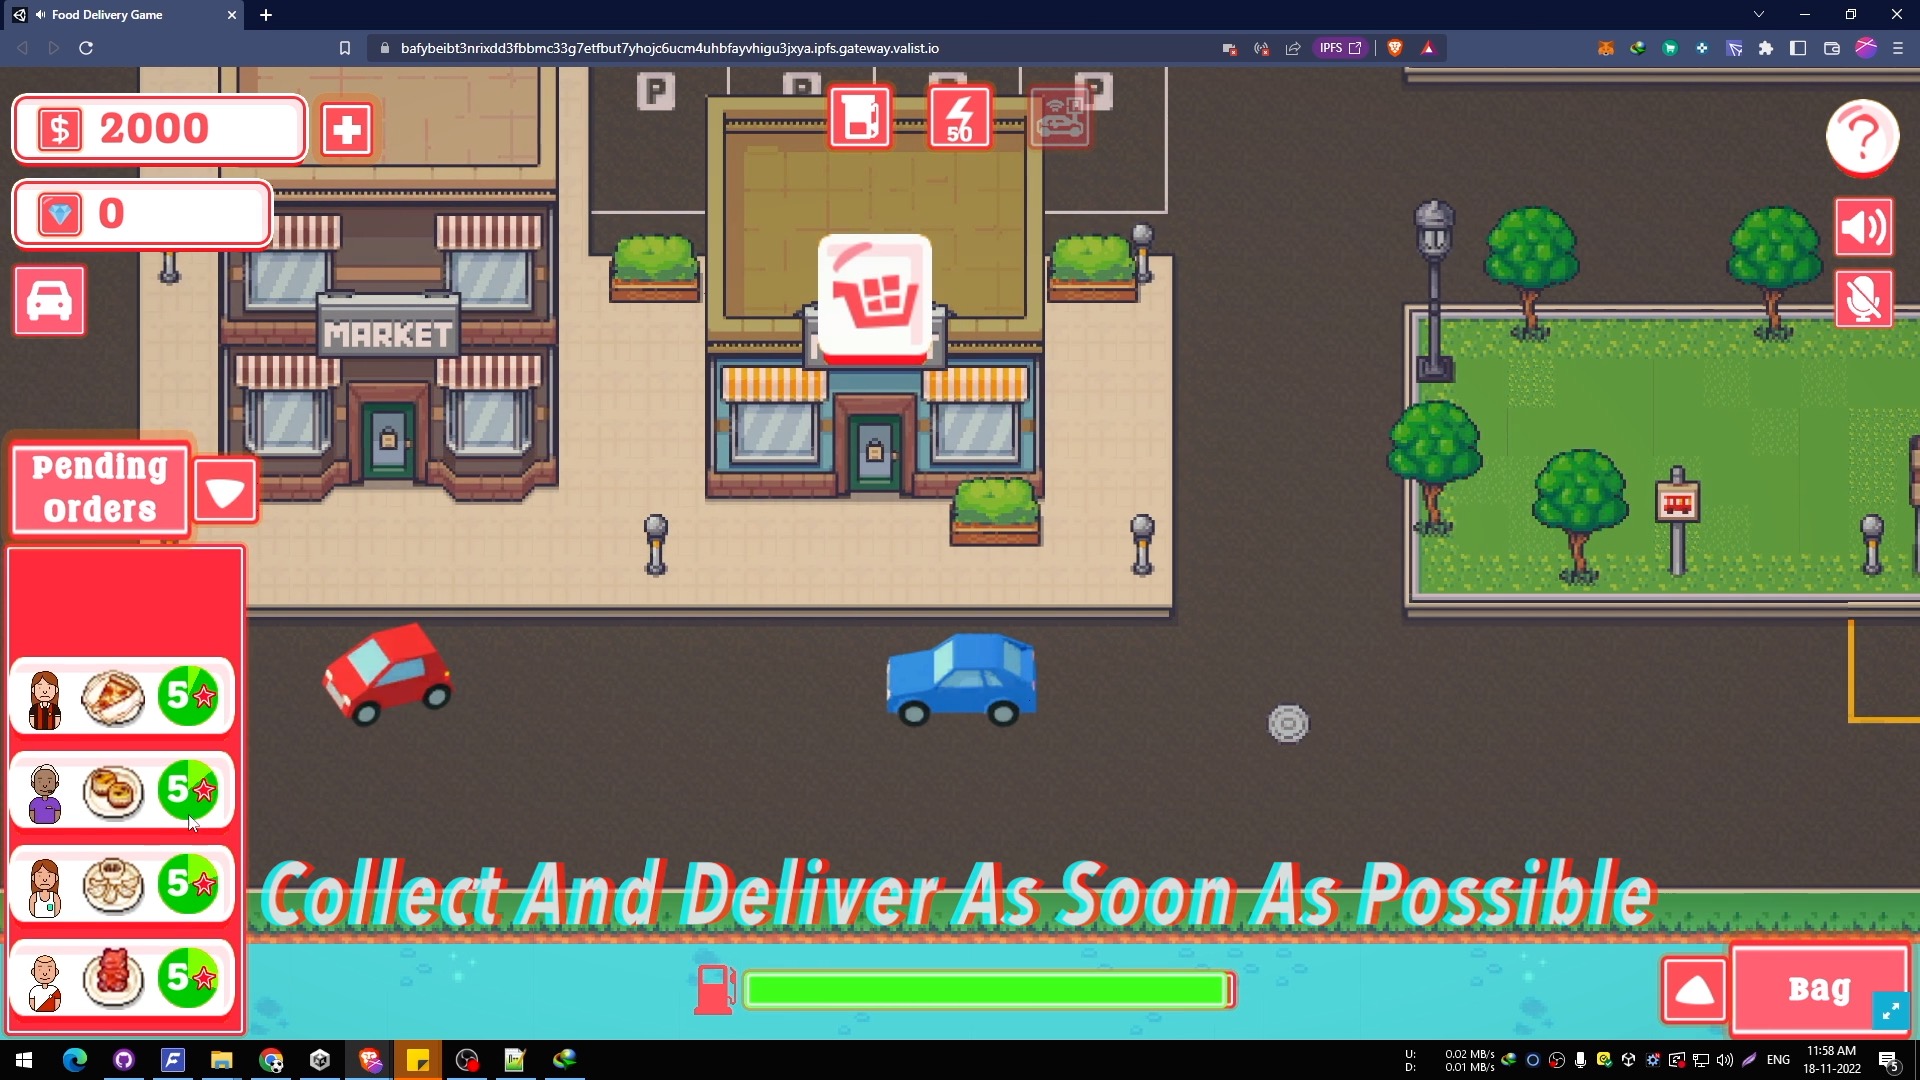 Food Delivery Game
bafybeibt3nrixdd3fbbmc33g7etfbut7yhojc6ucm4uhbfayvhigu3jxya.ipfs.gateway.valist.io
IPFS
P
P
P
$ 2000
50
?
0
MARKET
Pending
Orders
5
5
5
5
Collect And Deliver As Soon As Possible
Bag
U: 0.02 MB/s
D: 0.01 MB/s
ENG
11:58 AM
18-11-2022
5